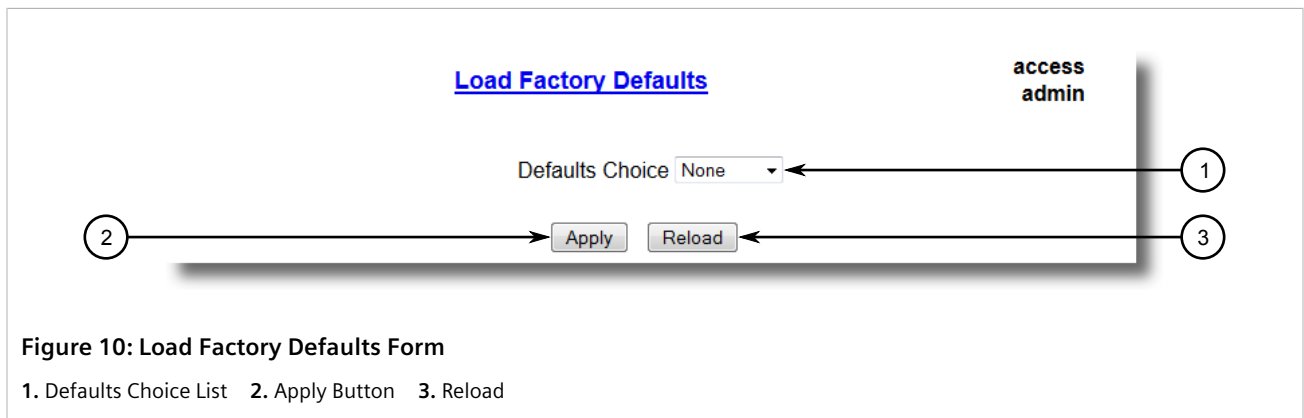 Load Factory Defaults
access
admin
Defaults Choice None
1
2
Apply Reload
3
Figure 10: Load Factory Defaults Form
1. Defaults Choice List 2. Apply Button 3. Reload